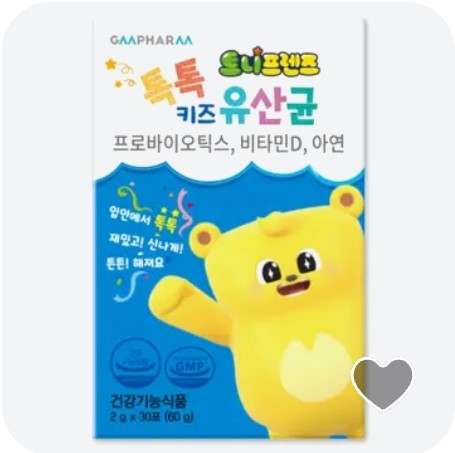 GMPHARMA
토니프렌즈
톡톡
키즈유산균
프로바이오틱스, 비타민D, 아연
입안에서 톡톡
재밌고! 신나게!
튼튼! 해져요
GMP
건강기능식품
2 g x 30포 (60 g)